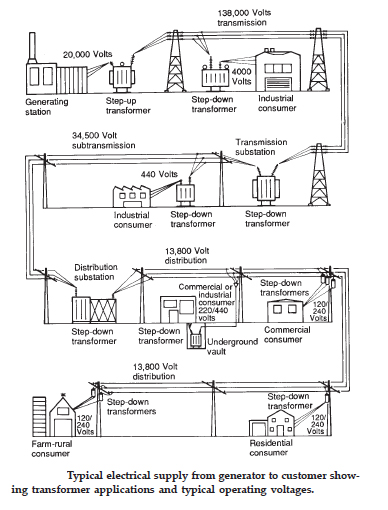 138,000 Volts
transmission
20,000 Volts
4000
Volts
Generating
station
Step-up
transformer
Step-down
transformer
Industrial
consumer
34,500 Volt
subtransmission
Transmission
substation
440 Volts
Industrial
consumer
Step-down
transformer
Step-down
transformer
13,800 Volt
distribution
Distribution
substation
Commercial or
industrial
consumer
220/440
volts
Step-down
transformers
120/
240
Volts
Step-down
transformer
Step-down
transformer
Underground
vault
Commercial
consumer
13,800 Volt
distribution
Step-down
transformers
Step-down
transformer
120/
240
Volts
120/
240
Volts
Farm-rural
consumer
Residential
consumer
Typical electrical supply from generator to customer show-
ing transformer applications and typical operating voltages.